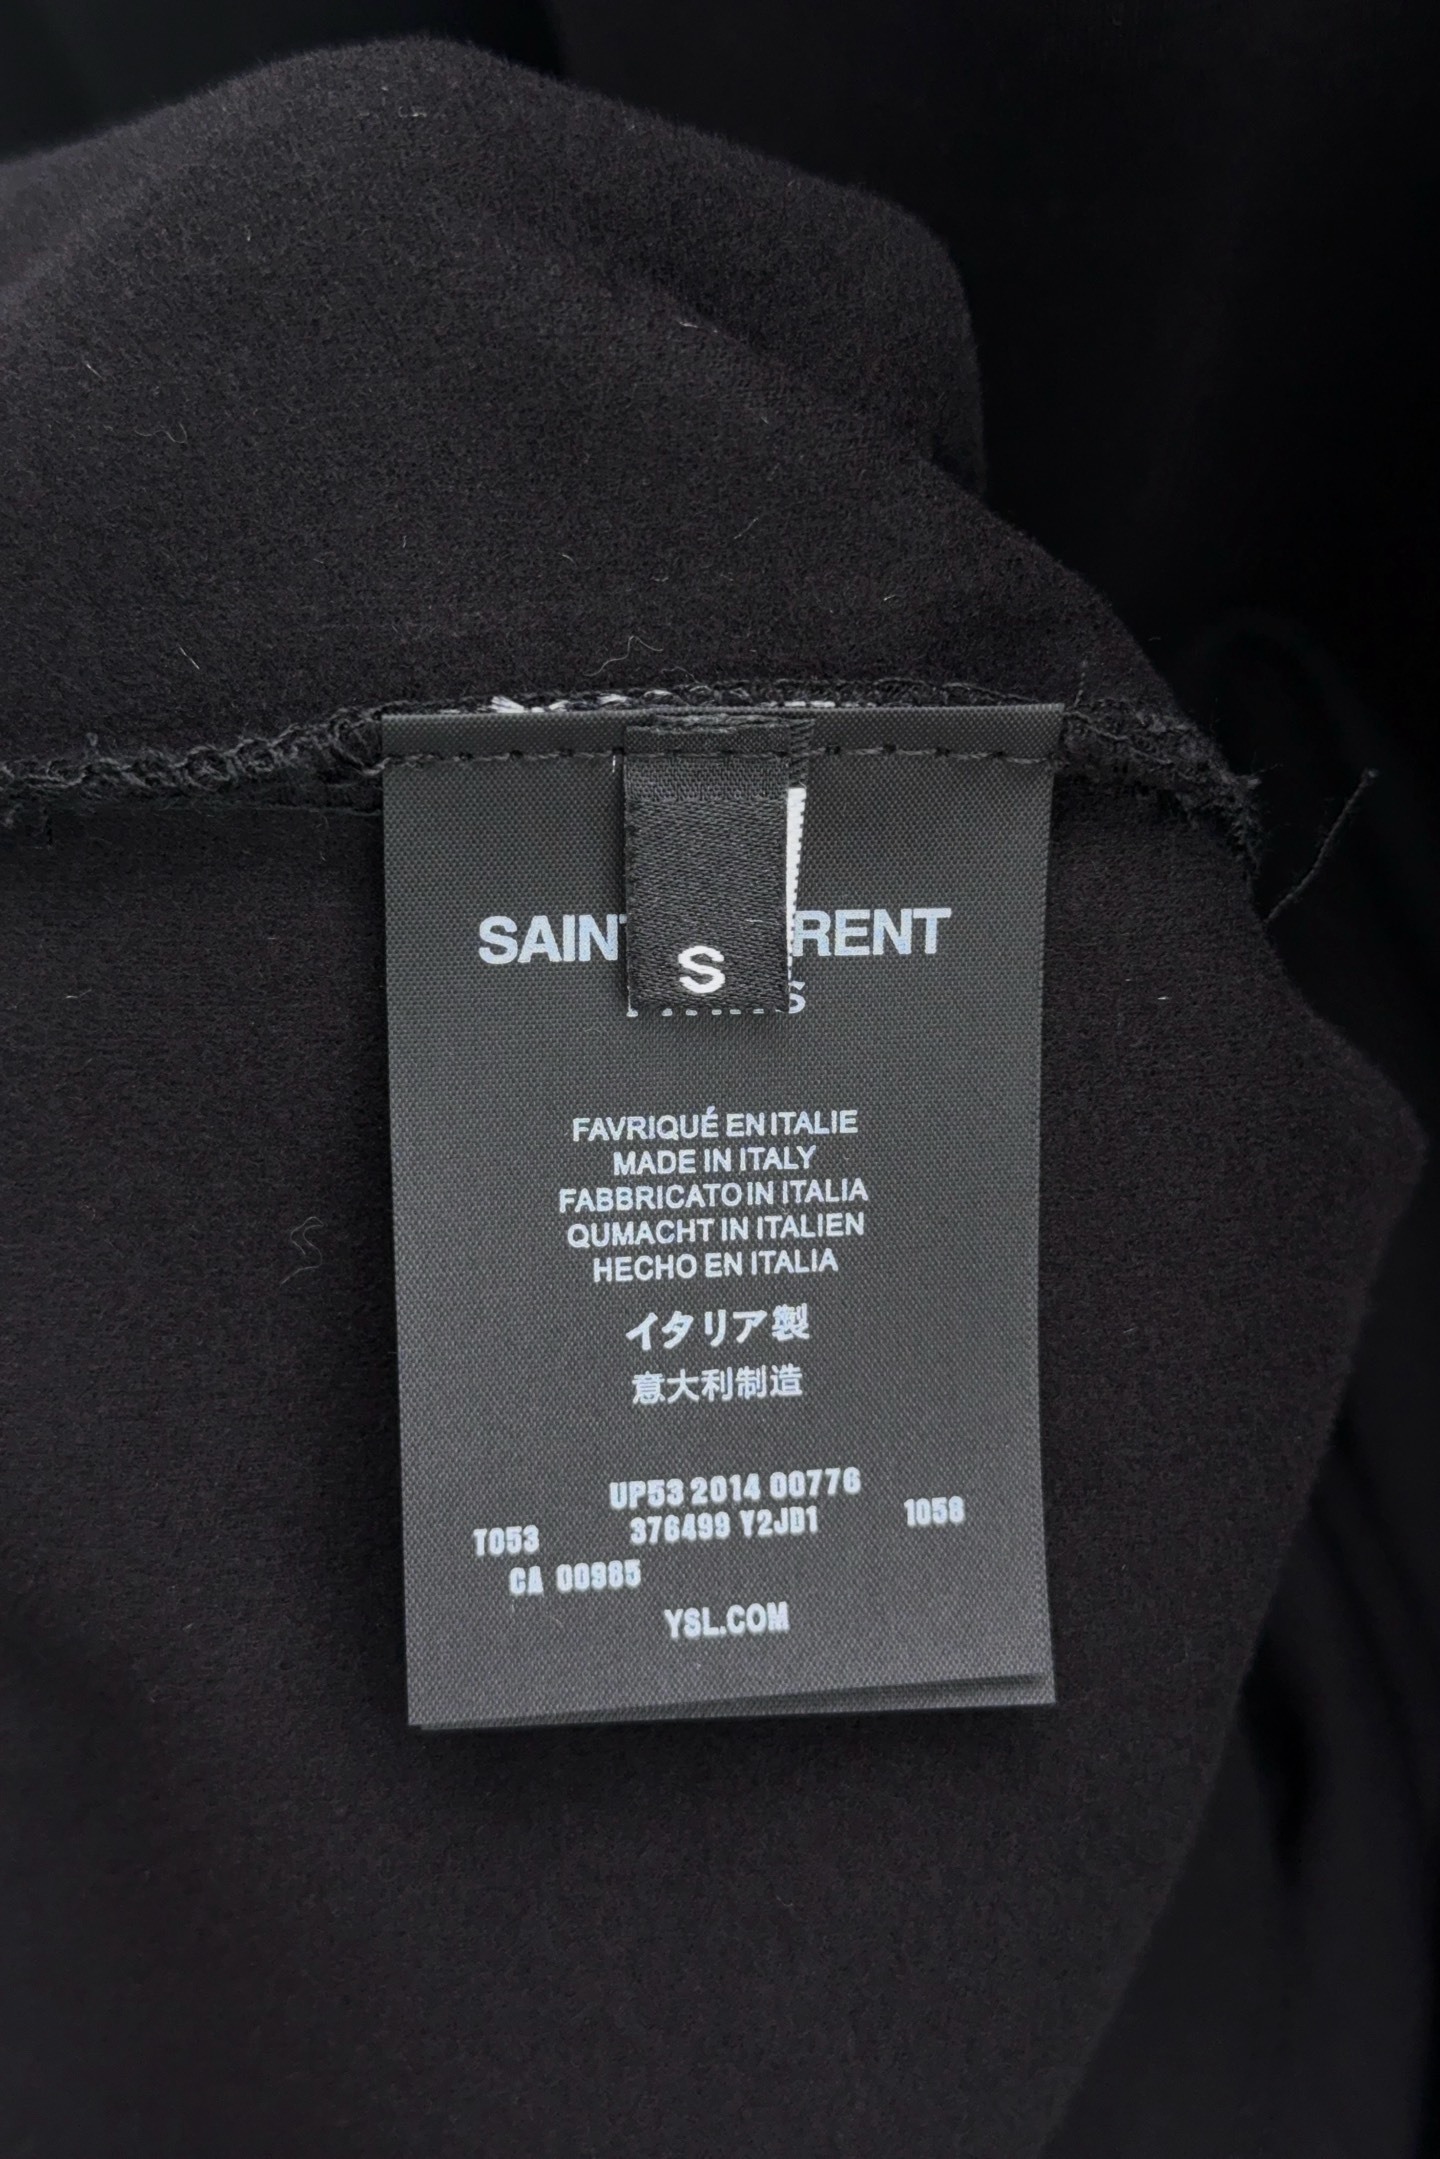 SAINT RENT
S
S
FAVRIQUÉ EN ITALIE
MADE IN ITALY
FABBRICATO IN ITALIA
QUMACHT IN ITALIEN
HECHO EN ITALIA
イタリア製
意大利制造
UP53 2014 00776
T053 376499 Y2JD1 1058
CA 00985
YSL.COM